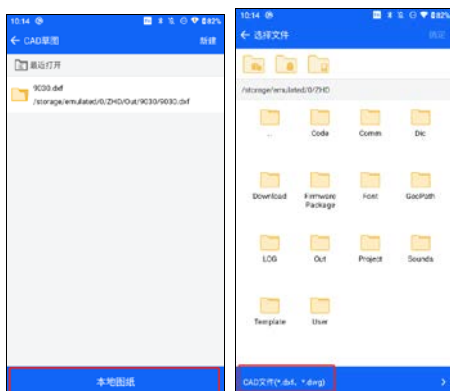 10:14
82%
CAD草图
新建
最近打开
9030.dxf
/storage/emulated/0/ZHD/Out/9030/9030.dxf
本地图纸
10:14
82%
选择文件
确定
/storage/emulated/0/ZHD
..
Code
Comm
Dic
Download
Firmware
Package
Font
GeoPath
LOG
Out
Project
Sounds
Template
User
CAD文件(*.dxf、*.dwg)